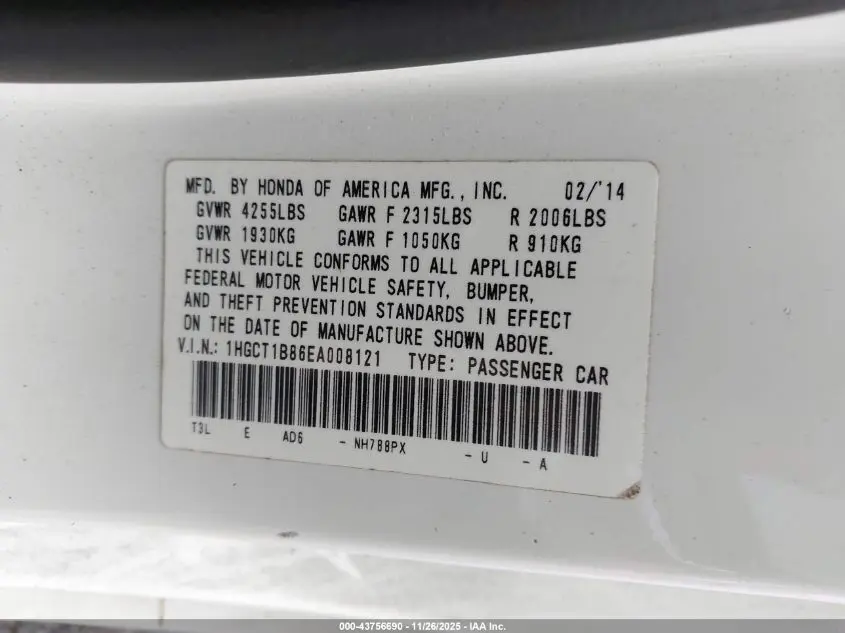 MFD. BY HONDA OF AMERICA MFG., INC. 02/'14
GVWR 4255LBS GAWR F 2315LBS R 2006LBS
GVWR 1930KG GAWR F 1050KG R 910KG
THIS VEHICLE CONFORMS TO ALL APPLICABLE
FEDERAL MOTOR VEHICLE SAFETY, BUMPER,
AND THEFT PREVENTION STANDARDS IN EFFECT
ON THE DATE OF MANUFACTURE SHOWN ABOVE.
V.I.N.: 1HGCT1B86EA008121 TYPE: PASSENGER CAR
T3L E AD6 - NH788PX - U - A
000-43756690 - 11/26/2025 - IAA Inc.